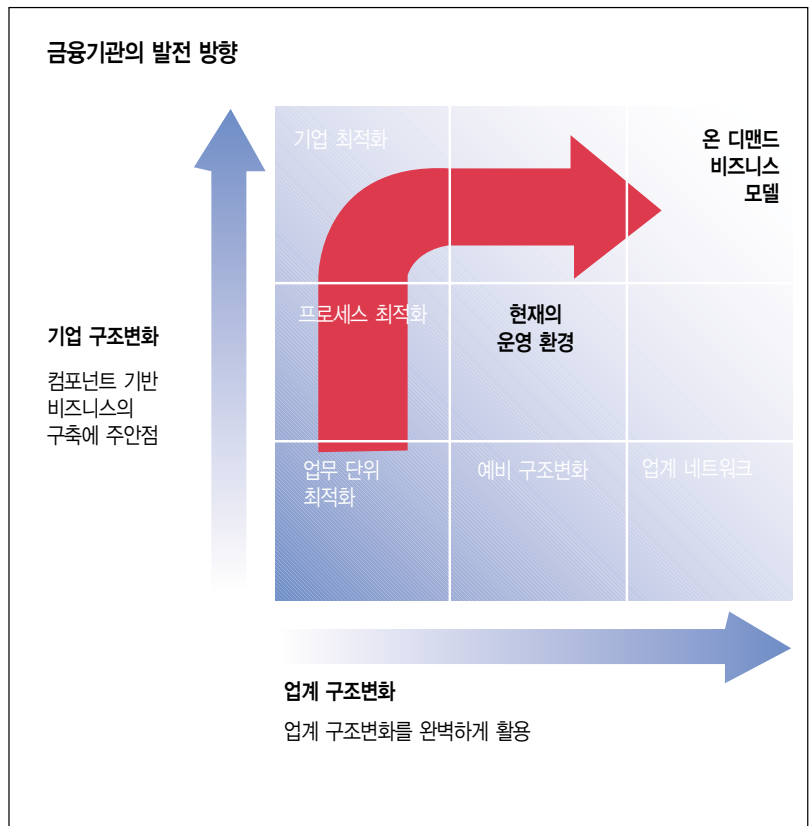 금융기관의 발전 방향
기업 최적화
온 디맨드
비즈니스
모델
프로세스 최적화
현재의
운영 환경
기업 구조변화
컴포넌트 기반
비즈니스의
구축에 주안점
업무 단위
최적화
예비 구조변화
업계 네트워크
업계 구조변화
업계 구조변화를 완벽하게 활용